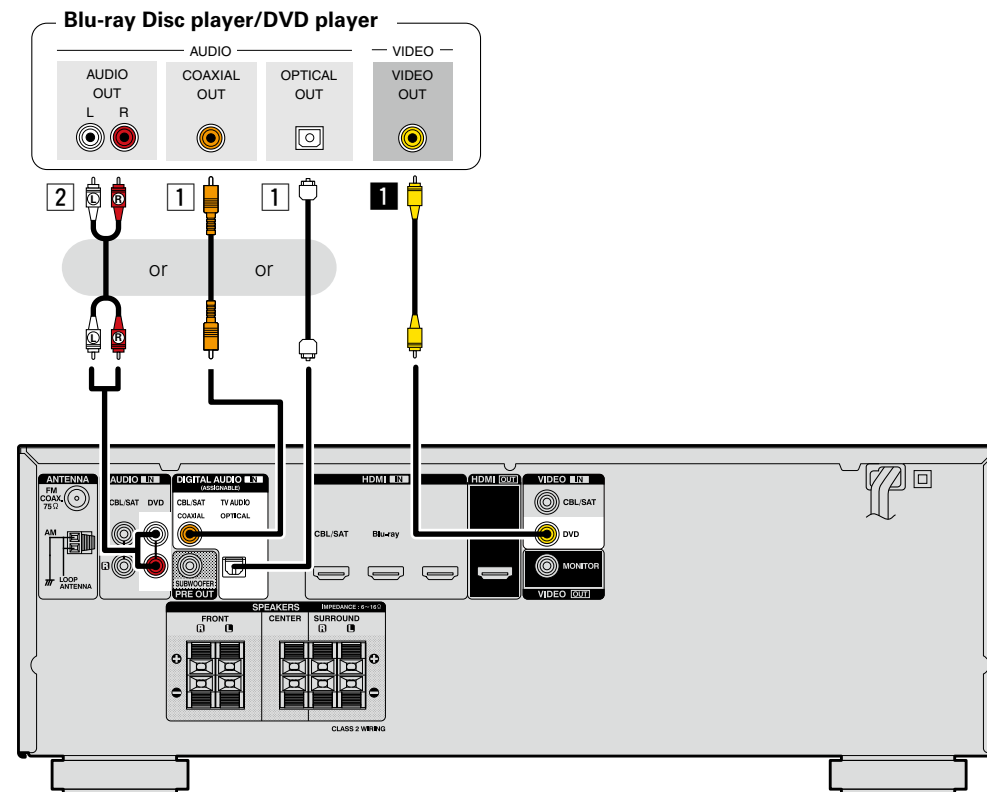 Blu-ray Disc player/DVD player
AUDIO
VIDEO
AUDIO
OUT
L R
COAXIAL
OUT
OPTICAL
OUT
VIDEO
OUT
2
1
1
1
L R
or
or
L R
ANTENNA
FM
COAX.
75Ω
AM
LOOP
ANTENNA
AUDIO IN
CBL/SAT DVD
R
DIGITAL AUDIO IN
(ASSIGNABLE)
CBL/SAT TV AUDIO
COAXIAL OPTICAL
SUBWOOFER
PRE OUT
HDMI IN
CBL/SAT Blu-ray
HDMI OUT
VIDEO IN
CBL/SAT
DVD
MONITOR
VIDEO OUT
SPEAKERS IMPEDANCE : 6~16Ω
FRONT CENTER SURROUND
R L R L
+ +
− −
CLASS 2 WIRING